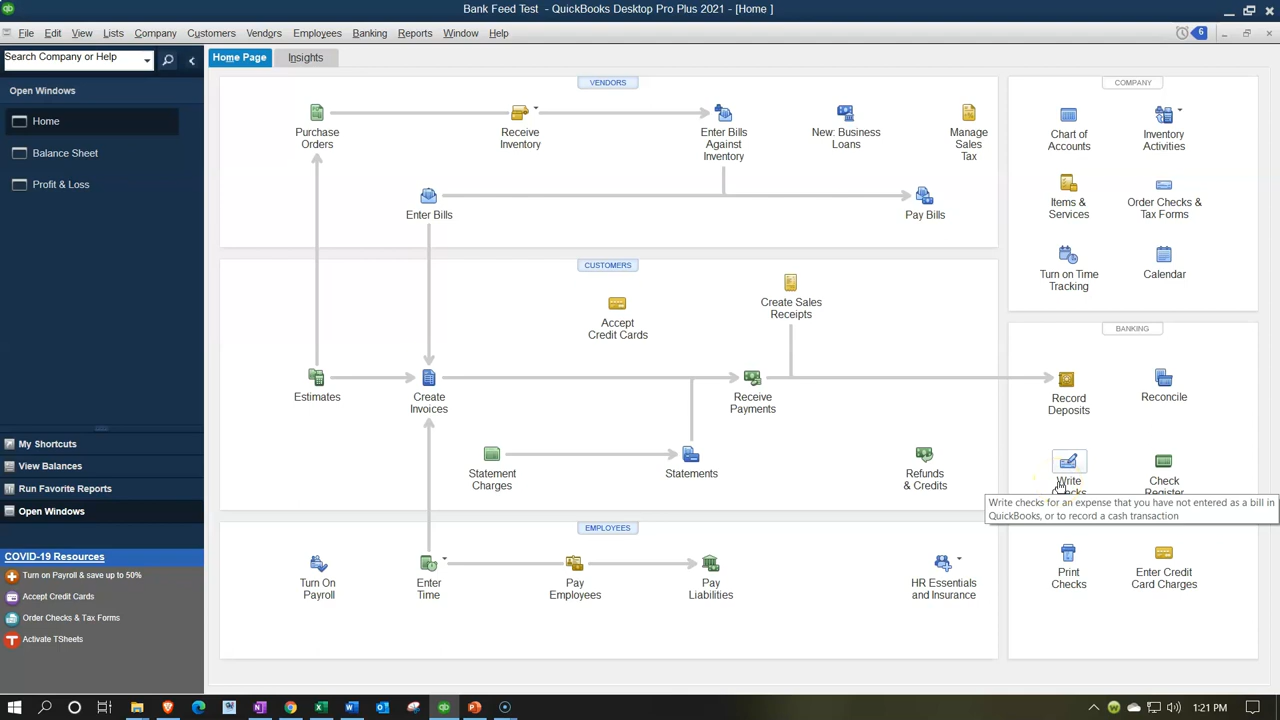 Bank Feed Test - QuickBooks Desktop Pro Plus 2021 - [Home ]
File Edit View Lists Company Customers Vendors Employees Banking Reports Window Help
6
Search Company or Help
Home Page
Insights
Open Windows
Home
Balance Sheet
Profit & Loss
My Shortcuts
View Balances
Run Favorite Reports
Open Windows
COVID-19 Resources
Turn on Payroll & save up to 50%
Accept Credit Cards
Order Checks & Tax Forms
Activate TSheets
VENDORS
Purchase
Orders
Receive
Inventory
Enter Bills
Against
Inventory
New: Business
Loans
Manage
Sales
Tax
Enter Bills
Pay Bills
CUSTOMERS
Create Sales
Receipts
Accept
Credit Cards
Estimates
Create
Invoices
Receive
Payments
Statement
Charges
Statements
Refunds
& Credits
EMPLOYEES
Turn On
Payroll
Enter
Time
Pay
Employees
Pay
Liabilities
HR Essentials
and Insurance
COMPANY
Chart of
Accounts
Inventory
Activities
Items &
Services
Order Checks &
Tax Forms
Turn on Time
Tracking
Calendar
BANKING
Record
Deposits
Reconcile
Write
Checks
Check
Register
Write checks for an expense that you have not entered as a bill in
QuickBooks, or to record a cash transaction
Print
Checks
Enter Credit
Card Charges
1:21 PM